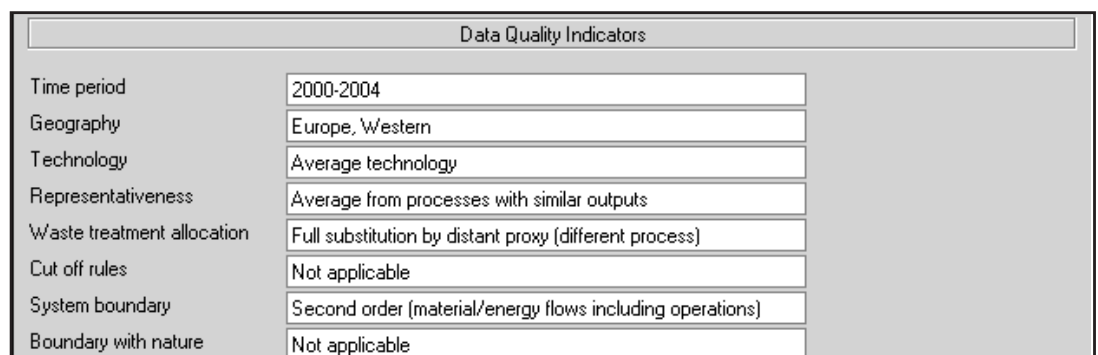 Data Quality Indicators
Time period 2000-2004
Geography Europe, Western
Technology Average technology
Representativeness Average from processes with similar outputs
Waste treatment allocation Full substitution by distant proxy (different process)
Cut off rules Not applicable
System boundary Second order (material/energy flows including operations)
Boundary with nature Not applicable